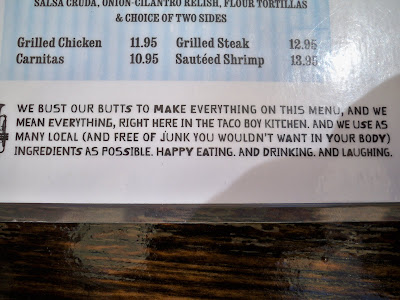 SALSA CRUDA, ONION-CILANTRO RELISH, FLOUR TORTILLAS
& CHOICE OF TWO SIDES
Grilled Chicken 11.95 Grilled Steak 12.95
Carnitas 10.95 Sautéed Shrimp 13.95
WE BUST OUR BUTTS TO MAKE EVERYTHING ON THIS MENU, AND WE
MEAN EVERYTHING, RIGHT HERE IN THE TACO BOY KITCHEN. AND WE USE AS
MANY LOCAL (AND FREE OF JUNK YOU WOULDN'T WANT IN YOUR BODY)
INGREDIENTS AS POSSIBLE. HAPPY EATING. AND DRINKING. AND LAUGHING.